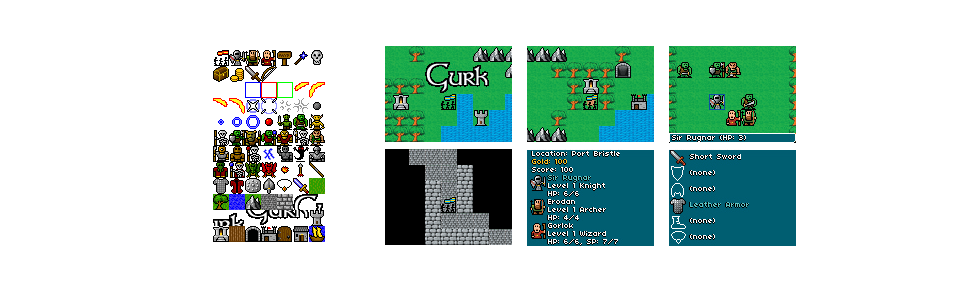 Gurk
Sir Rugnar (HP: 3)
Location: Port Bristle
Gold: 100
Score: 100
Sir Rugnar
Level 1 Knight
HP: 6/6
Erodan
Level 1 Archer
HP: 4/4
Gorlok
Level 1 Wizard
HP: 6/6, SP: 7/7
Short Sword
(none)
(none)
Leather Armor
(none)
(none)